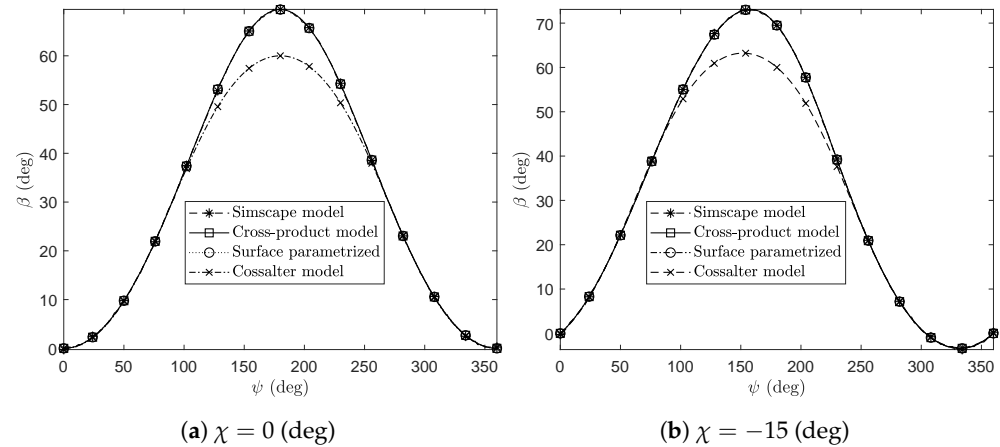 60
50
40
30
20
10
0
β (deg)
0 50 100 150 200 250 300 350
ψ (deg)
Simscape model
Cross-product model
Surface parametrized
Cossalter model
(a) χ = 0 (deg)
70
60
50
40
30
20
10
0
β (deg)
0 50 100 150 200 250 300 350
ψ (deg)
Simscape model
Cross-product model
Surface parametrized
Cossalter model
(b) χ = −15 (deg)